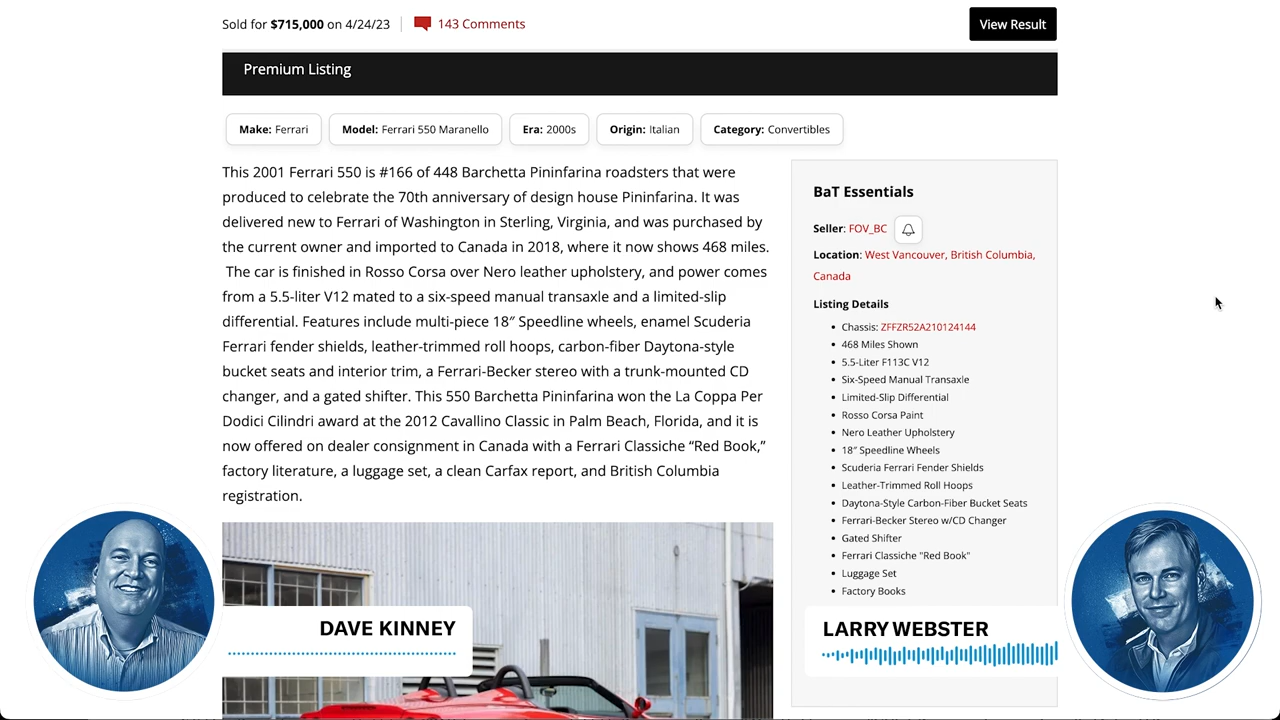 Sold for $715,000 on 4/24/23
143 Comments
View Result
Premium Listing
Make: Ferrari
Model: Ferrari 550 Maranello
Era: 2000s
Origin: Italian
Category: Convertibles
This 2001 Ferrari 550 is #166 of 448 Barchetta Pininfarina roadsters that were
produced to celebrate the 70th anniversary of design house Pininfarina. It was
delivered new to Ferrari of Washington in Sterling, Virginia, and was purchased by
the current owner and imported to Canada in 2018, where it now shows 468 miles.
The car is finished in Rosso Corsa over Nero leather upholstery, and power comes
from a 5.5-liter V12 mated to a six-speed manual transaxle and a limited-slip
differential. Features include multi-piece 18″ Speedline wheels, enamel Scuderia
Ferrari fender shields, leather-trimmed roll hoops, carbon-fiber Daytona-style
bucket seats and interior trim, a Ferrari-Becker stereo with a trunk-mounted CD
changer, and a gated shifter. This 550 Barchetta Pininfarina won the La Coppa Per
Dodici Cilindri award at the 2012 Cavallino Classic in Palm Beach, Florida, and it is
now offered on dealer consignment in Canada with a Ferrari Classiche “Red Book,”
factory literature, a luggage set, a clean Carfax report, and British Columbia
registration.
BaT Essentials
Seller: FOV_BC
Location: West Vancouver, British Columbia,
Canada
Listing Details
Chassis: ZFFZR52A210124144
468 Miles Shown
5.5-Liter F113C V12
Six-Speed Manual Transaxle
Limited-Slip Differential
Rosso Corsa Paint
Nero Leather Upholstery
18″ Speedline Wheels
Scuderia Ferrari Fender Shields
Leather-Trimmed Roll Hoops
Daytona-Style Carbon-Fiber Bucket Seats
Ferrari-Becker Stereo w/CD Changer
Gated Shifter
Ferrari Classiche "Red Book"
Luggage Set
Factory Books
DAVE KINNEY
LARRY WEBSTER